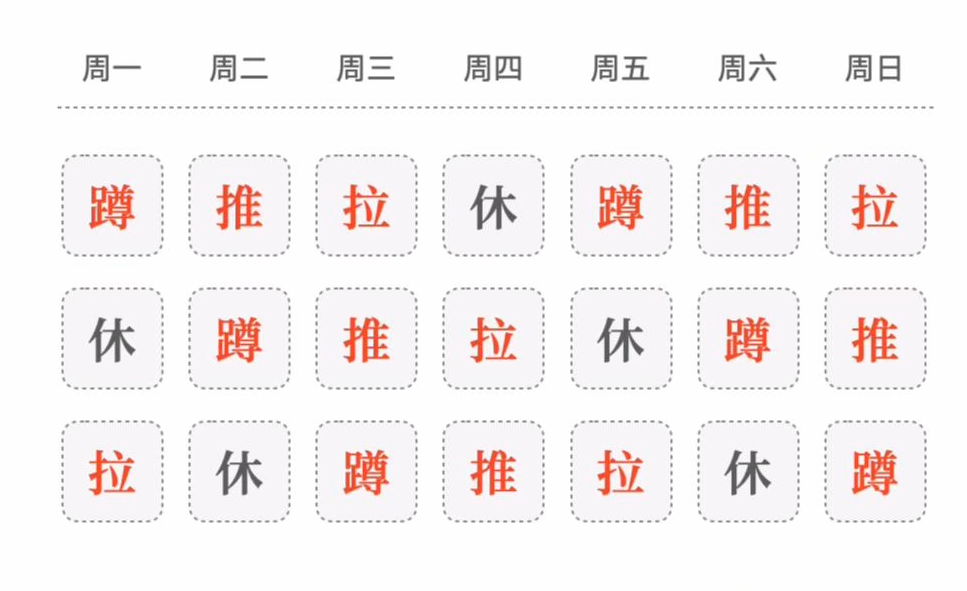 周一 周二 周三 周四 周五 周六 周日
蹲 推 拉 休 蹲 推 拉
休 蹲 推 拉 休 蹲 推
拉 休 蹲 推 拉 休 蹲